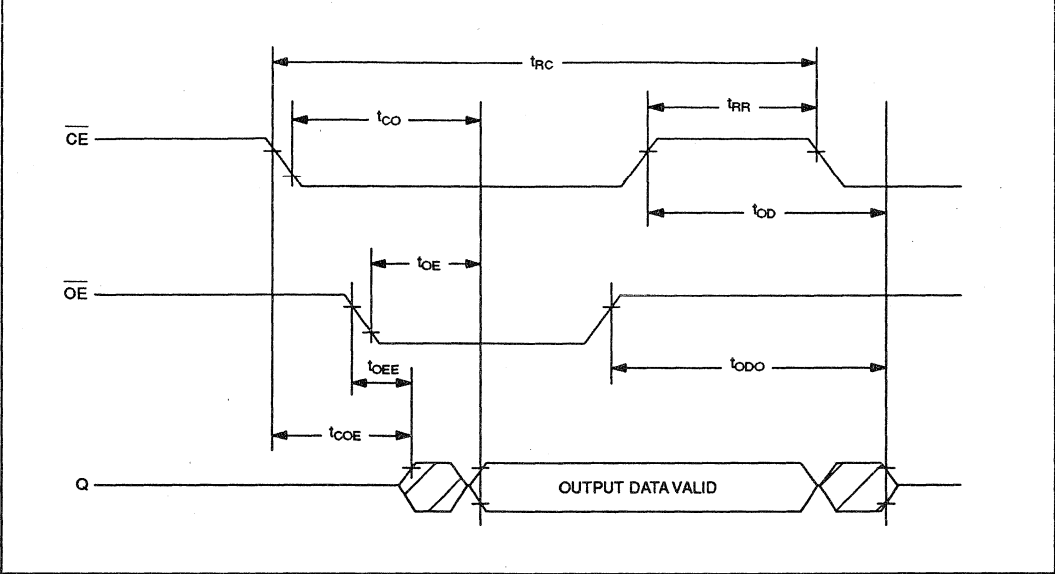 tRC
tRR
tCO
CE
tOD
tOE
OE
tOEE
tODO
tCOE
Q
OUTPUT DATA VALID